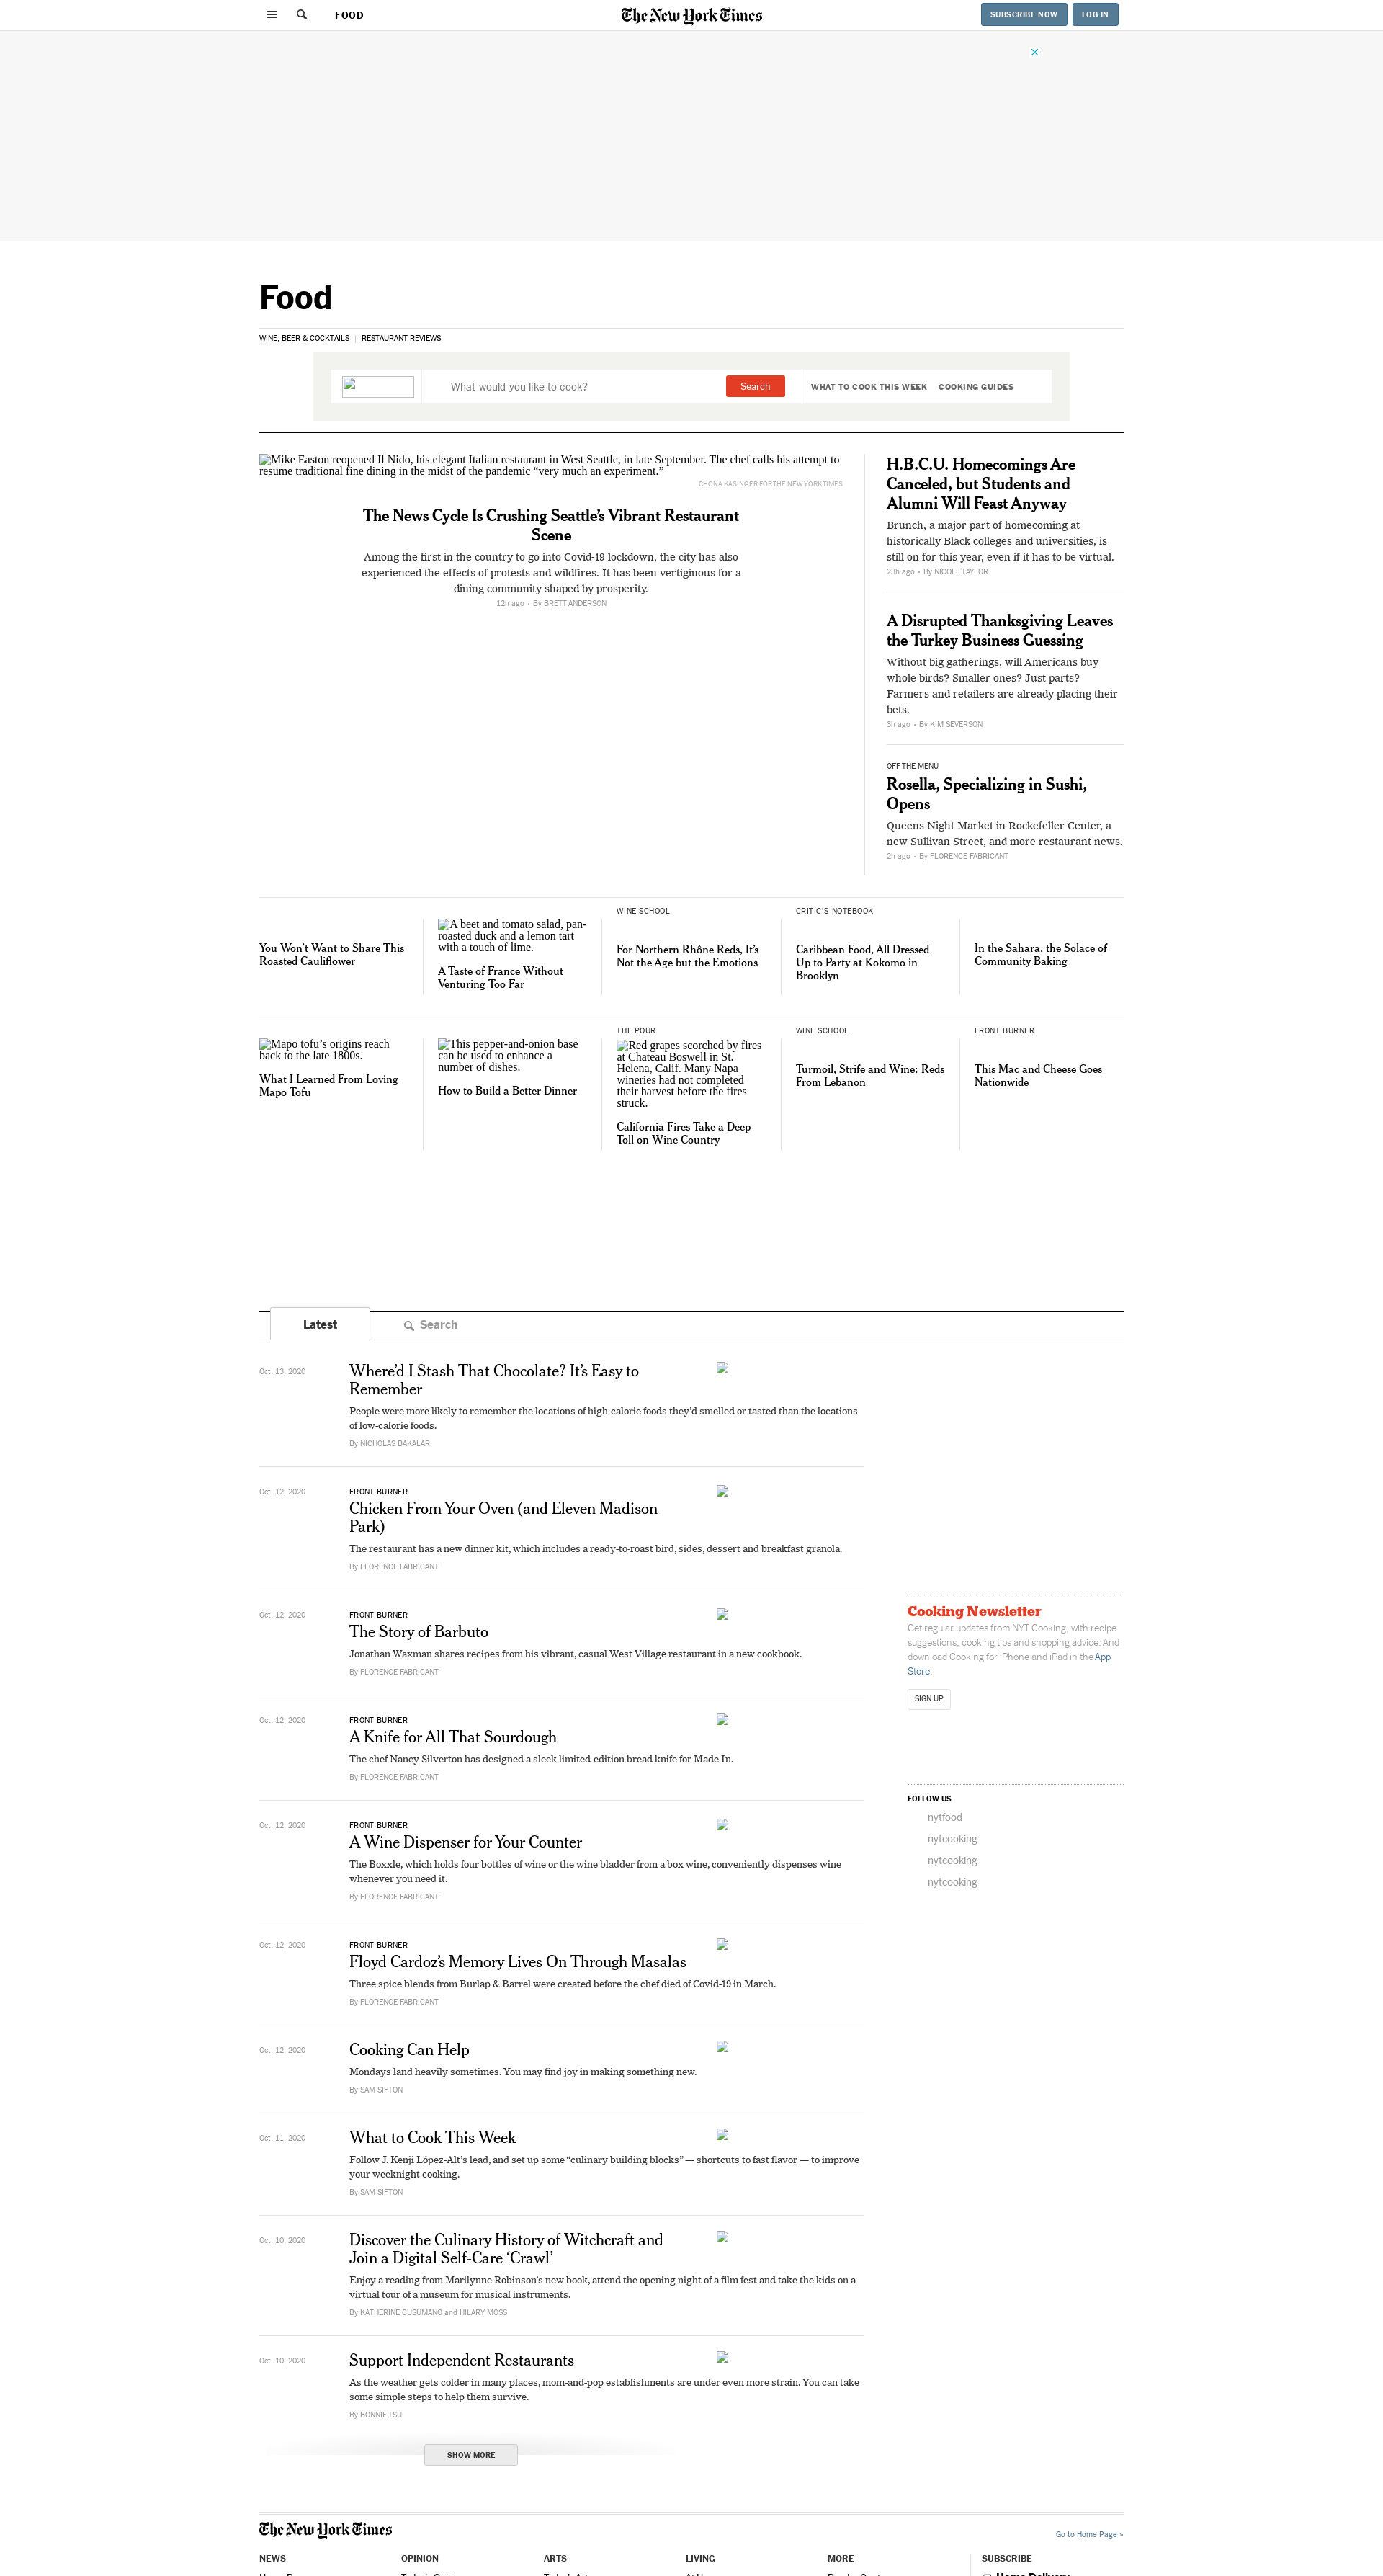 FOOD
The New York Times
SUBSCRIBE NOW
LOG IN
Food
WINE, BEER & COCKTAILS
RESTAURANT REVIEWS
What would you like to cook?
Search
WHAT TO COOK THIS WEEK
COOKING GUIDES
Mike Easton reopened Il Nido, his elegant Italian restaurant in West Seattle, in late September. The chef calls his attempt to
resume traditional fine dining in the midst of the pandemic “very much an experiment.”
CHONA KASINGER FOR THE NEW YORK TIMES
The News Cycle Is Crushing Seattle’s Vibrant Restaurant
Scene
Among the first in the country to go into Covid-19 lockdown, the city has also
experienced the effects of protests and wildfires. It has been vertiginous for a
dining community shaped by prosperity.
12h ago • By BRETT ANDERSON
H.B.C.U. Homecomings Are
Canceled, but Students and
Alumni Will Feast Anyway
Brunch, a major part of homecoming at
historically Black colleges and universities, is
still on for this year, even if it has to be virtual.
23h ago • By NICOLE TAYLOR
A Disrupted Thanksgiving Leaves
the Turkey Business Guessing
Without big gatherings, will Americans buy
whole birds? Smaller ones? Just parts?
Farmers and retailers are already placing their
bets.
3h ago • By KIM SEVERSON
OFF THE MENU
Rosella, Specializing in Sushi,
Opens
Queens Night Market in Rockefeller Center, a
new Sullivan Street, and more restaurant news.
2h ago • By FLORENCE FABRICANT
You Won’t Want to Share This
Roasted Cauliflower
A beet and tomato salad, pan-
roasted duck and a lemon tart
with a touch of lime.
A Taste of France Without
Venturing Too Far
WINE SCHOOL
For Northern Rhône Reds, It’s
Not the Age but the Emotions
CRITIC’S NOTEBOOK
Caribbean Food, All Dressed
Up to Party at Kokomo in
Brooklyn
In the Sahara, the Solace of
Community Baking
Mapo tofu’s origins reach
back to the late 1800s.
What I Learned From Loving
Mapo Tofu
This pepper-and-onion base
can be used to enhance a
number of dishes.
How to Build a Better Dinner
THE POUR
Red grapes scorched by fires
at Chateau Boswell in St.
Helena, Calif. Many Napa
wineries had not completed
their harvest before the fires
struck.
California Fires Take a Deep
Toll on Wine Country
WINE SCHOOL
Turmoil, Strife and Wine: Reds
From Lebanon
FRONT BURNER
This Mac and Cheese Goes
Nationwide
Latest
Search
Oct. 13, 2020
Where’d I Stash That Chocolate? It’s Easy to
Remember
People were more likely to remember the locations of high-calorie foods they’d smelled or tasted than the locations
of low-calorie foods.
By NICHOLAS BAKALAR
Oct. 12, 2020
FRONT BURNER
Chicken From Your Oven (and Eleven Madison
Park)
The restaurant has a new dinner kit, which includes a ready-to-roast bird, sides, dessert and breakfast granola.
By FLORENCE FABRICANT
Oct. 12, 2020
FRONT BURNER
The Story of Barbuto
Jonathan Waxman shares recipes from his vibrant, casual West Village restaurant in a new cookbook.
By FLORENCE FABRICANT
Oct. 12, 2020
FRONT BURNER
A Knife for All That Sourdough
The chef Nancy Silverton has designed a sleek limited-edition bread knife for Made In.
By FLORENCE FABRICANT
Oct. 12, 2020
FRONT BURNER
A Wine Dispenser for Your Counter
The Boxxle, which holds four bottles of wine or the wine bladder from a box wine, conveniently dispenses wine
whenever you need it.
By FLORENCE FABRICANT
Oct. 12, 2020
FRONT BURNER
Floyd Cardoz’s Memory Lives On Through Masalas
Three spice blends from Burlap & Barrel were created before the chef died of Covid-19 in March.
By FLORENCE FABRICANT
Oct. 12, 2020
Cooking Can Help
Mondays land heavily sometimes. You may find joy in making something new.
By SAM SIFTON
Oct. 11, 2020
What to Cook This Week
Follow J. Kenji López-Alt’s lead, and set up some “culinary building blocks” — shortcuts to fast flavor — to improve
your weeknight cooking.
By SAM SIFTON
Oct. 10, 2020
Discover the Culinary History of Witchcraft and
Join a Digital Self-Care ‘Crawl’
Enjoy a reading from Marilynne Robinson’s new book, attend the opening night of a film fest and take the kids on a
virtual tour of a museum for musical instruments.
By KATHERINE CUSUMANO and HILARY MOSS
Oct. 10, 2020
Support Independent Restaurants
As the weather gets colder in many places, mom-and-pop establishments are under even more strain. You can take
some simple steps to help them survive.
By BONNIE TSUI
SHOW MORE
Cooking Newsletter
Get regular updates from NYT Cooking, with recipe
suggestions, cooking tips and shopping advice. And
download Cooking for iPhone and iPad in the App
Store.
SIGN UP
FOLLOW US
nytfood
nytcooking
nytcooking
nytcooking
The New York Times
Go to Home Page »
NEWS
OPINION
ARTS
LIVING
MORE
SUBSCRIBE